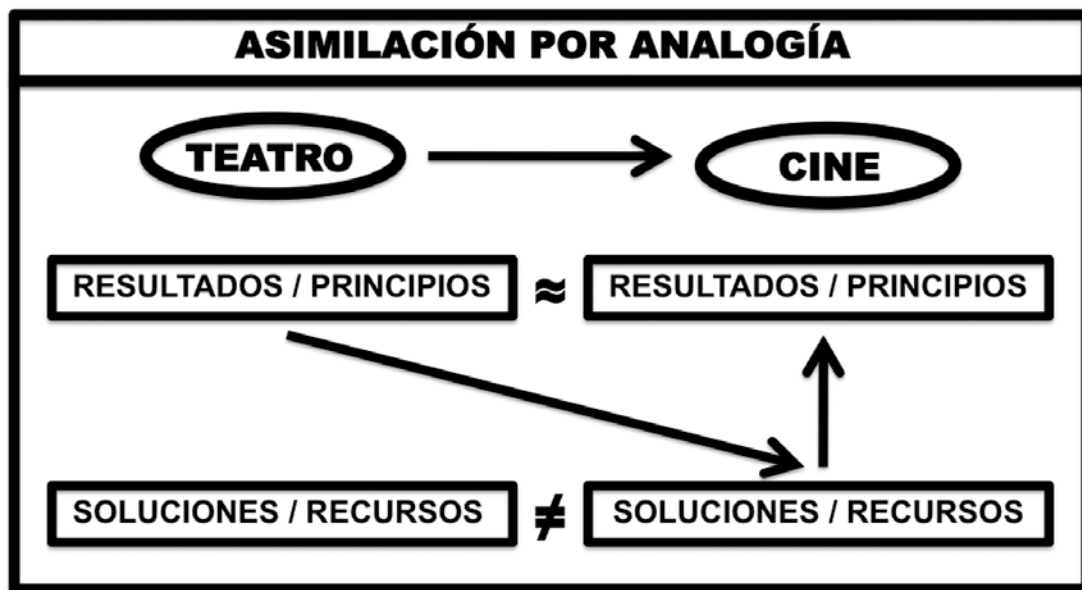 ASIMILACIÓN POR ANALOGÍA
TEATRO
CINE
RESULTADOS / PRINCIPIOS ≈ RESULTADOS / PRINCIPIOS
SOLUCIONES / RECURSOS ≠ SOLUCIONES / RECURSOS